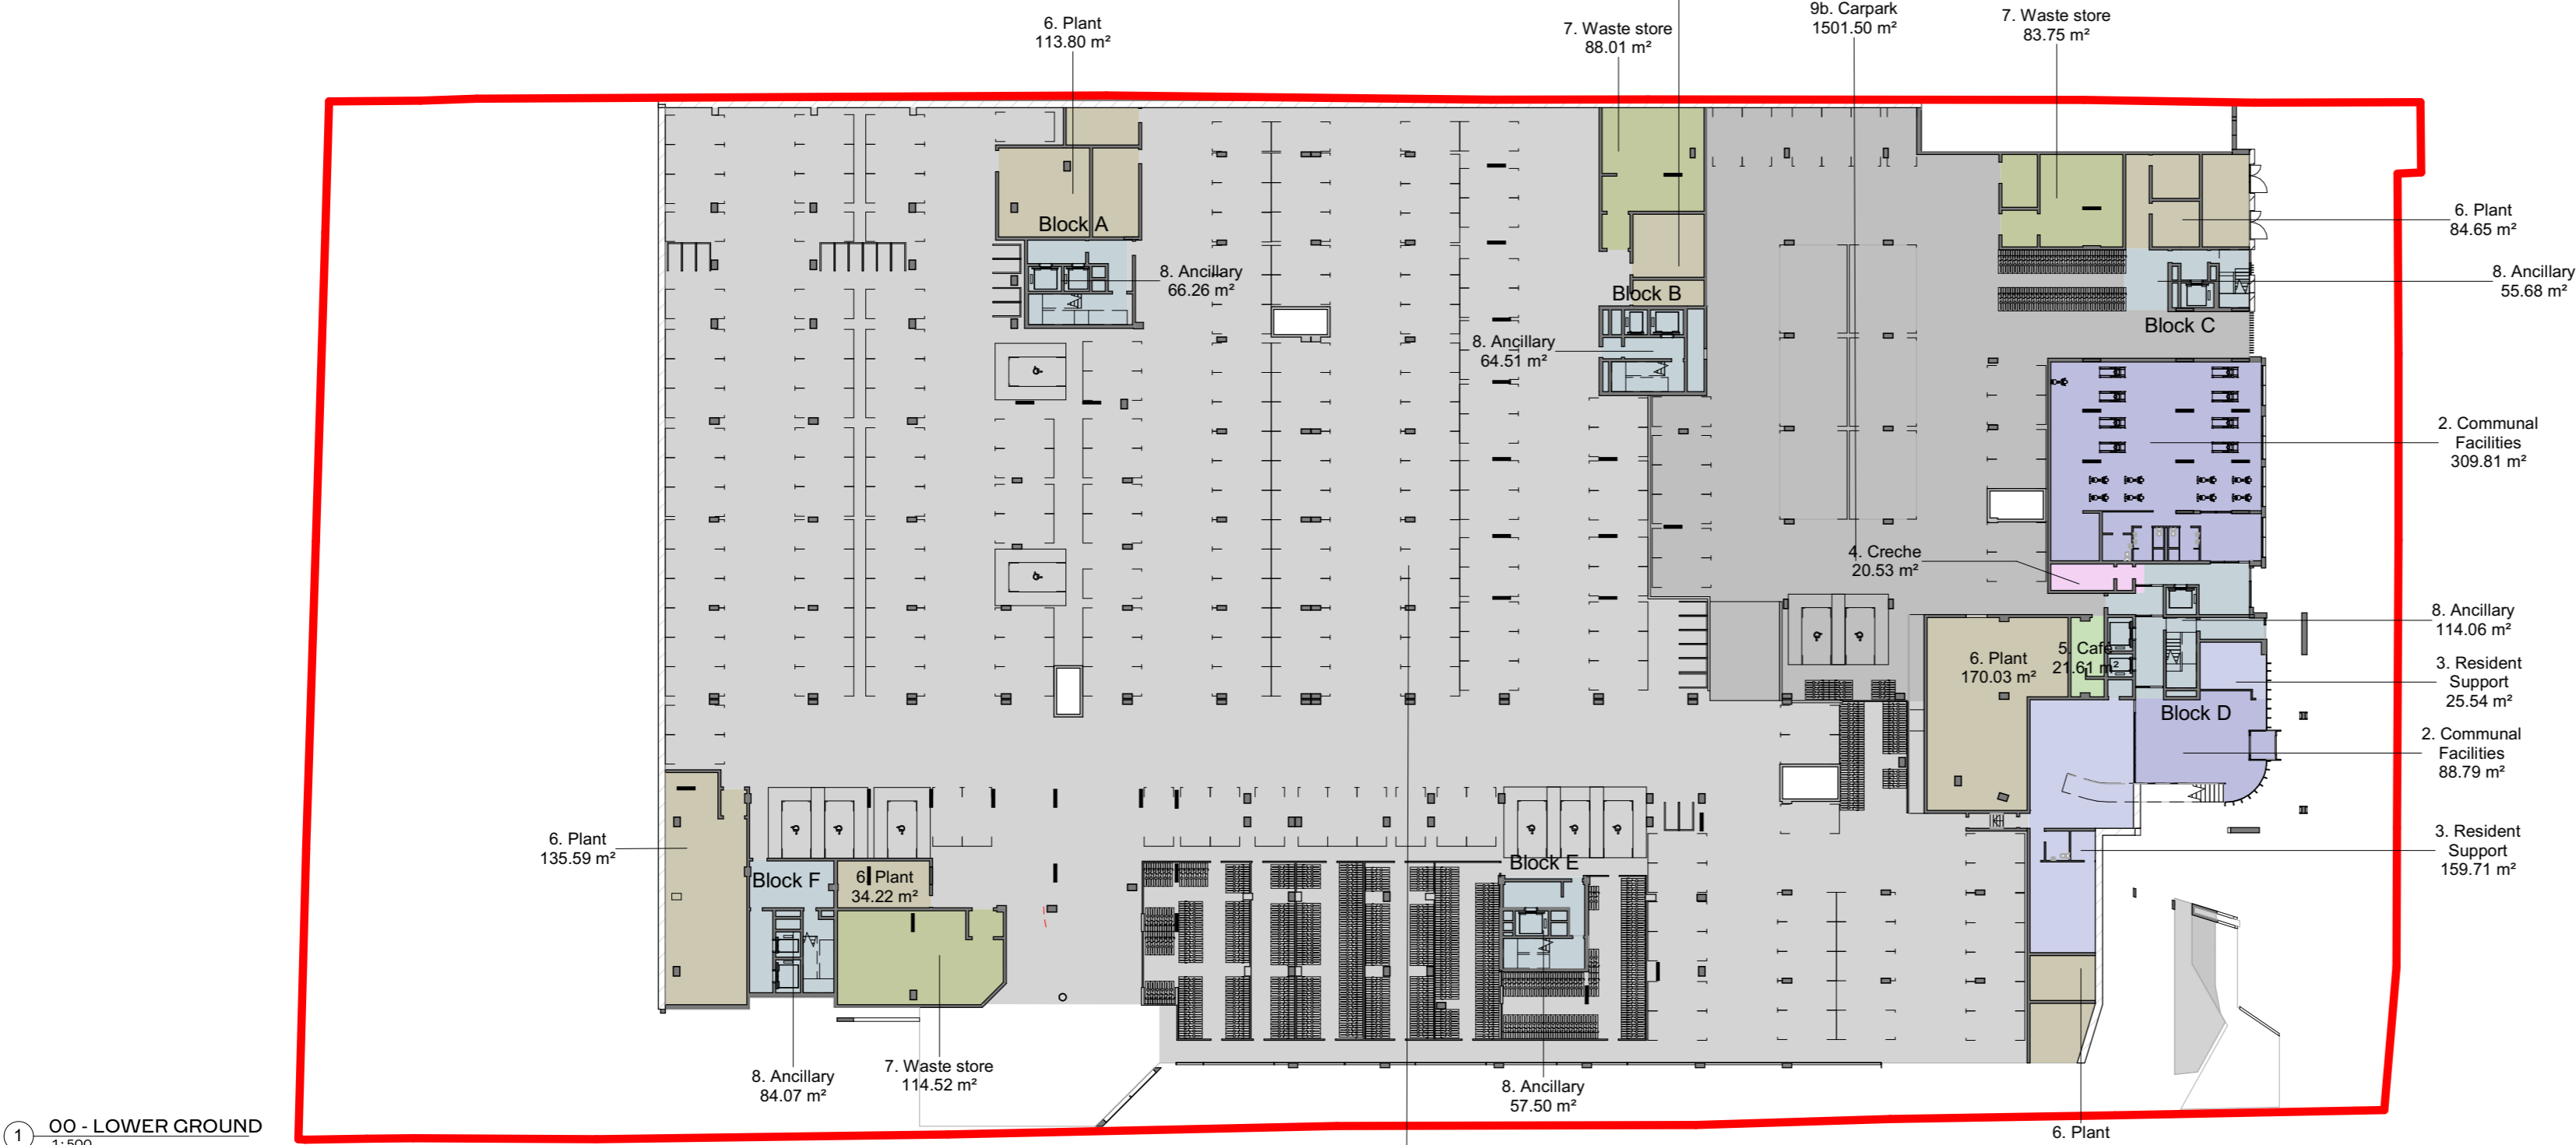 6. Plant
113.80 m²
7. Waste store
88.01 m²
9b. Carpark
1501.50 m²
7. Waste store
83.75 m²
Block A
6. Plant
84.65 m²
8. Ancillary
66.26 m²
8. Ancillary
55.68 m²
Block B
Block C
8. Ancillary
64.51 m²
2. Communal
Facilities
309.81 m²
4. Creche
20.53 m²
8. Ancillary
114.06 m²
6. Plant
170.03 m²
5. Café
21.61 m²
3. Resident
Support
25.54 m²
Block D
2. Communal
Facilities
88.79 m²
6. Plant
135.59 m²
3. Resident
Support
159.71 m²
Block E
Block F
6. Plant
34.22 m²
8. Ancillary
84.07 m²
7. Waste store
114.52 m²
8. Ancillary
57.50 m²
6. Plant
1
00 - LOWER GROUND
1:500